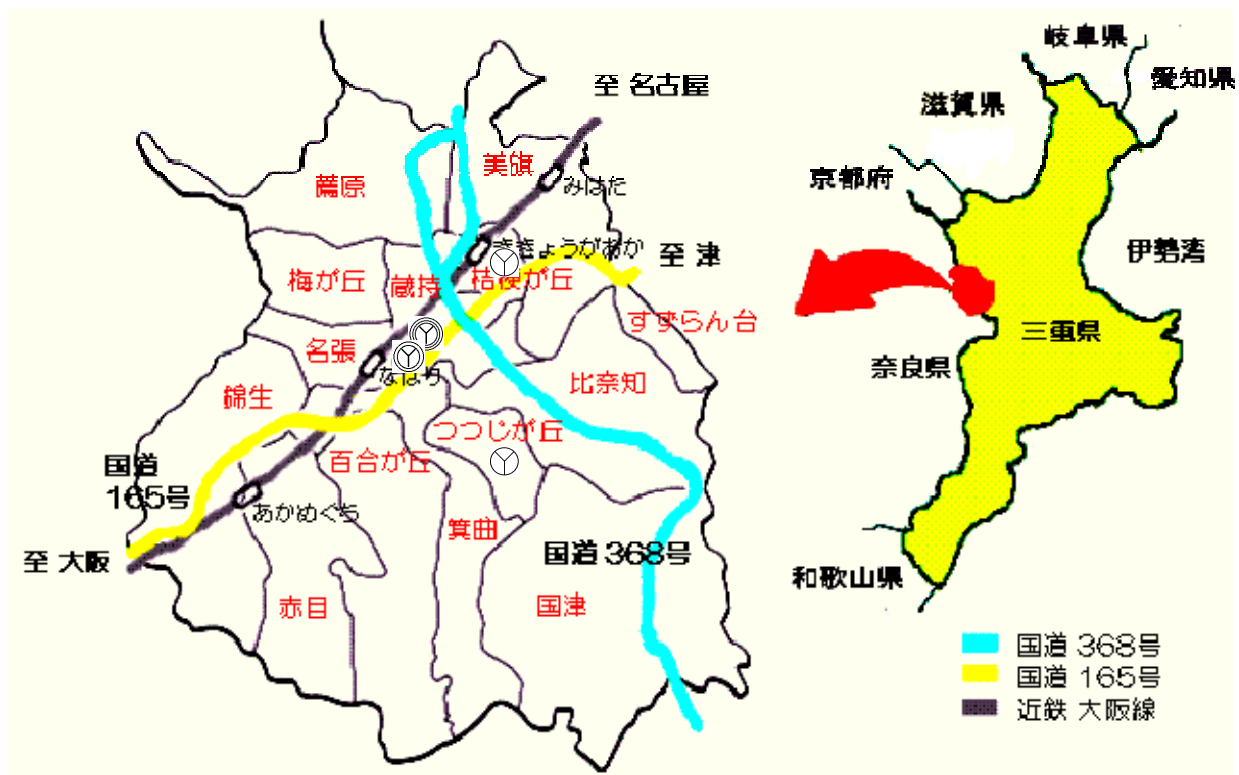 至 名古屋
美旗
みはた
薦原
ききょうがおか
至 津
桔梗が丘
梅が丘
蔵持
すずらん台
名張
なばり
比奈知
錦生
つつじが丘
百合が丘
国道
165号
あかめぐち
箕曲
国道 368号
至 大阪
赤目
国津
岐阜県
愛知県
滋賀県
京都府
伊勢湾
三重県
奈良県
和歌山県
国道 368号
国道 165号
近鉄 大阪線